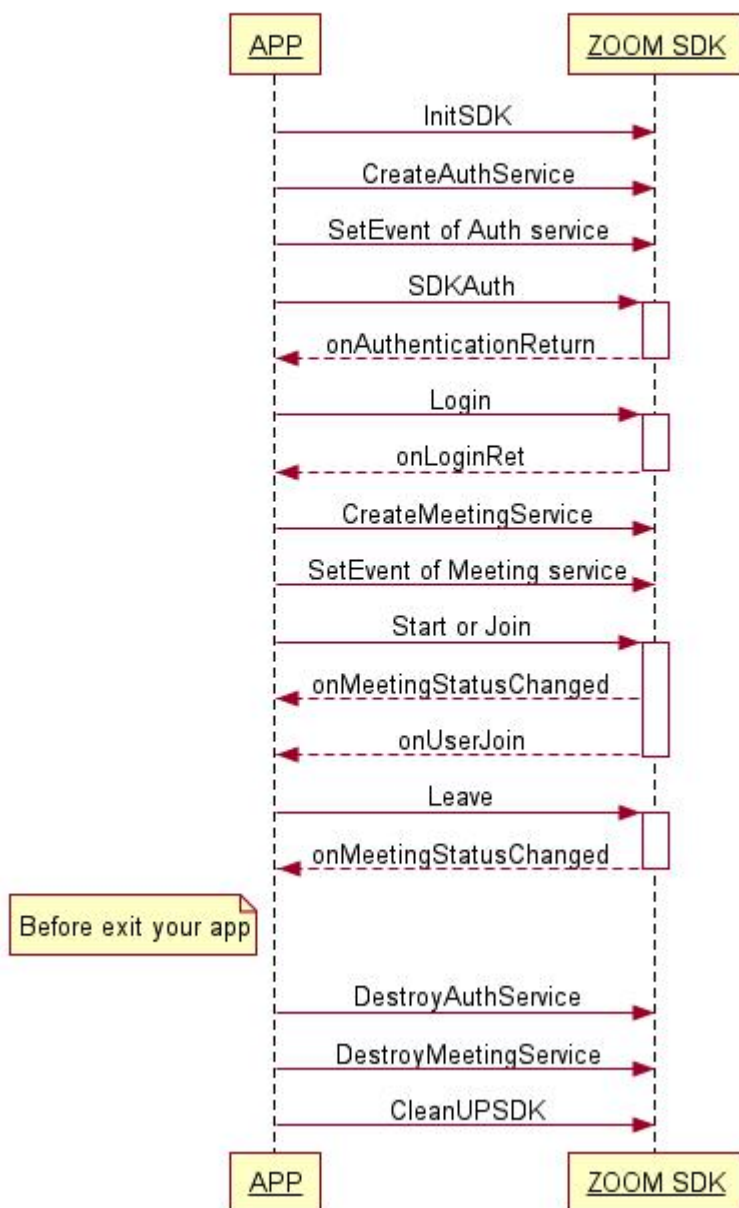 APP
ZOOM SDK
InitSDK
CreateAuthService
SetEvent of Auth service
SDKAuth
onAuthenticationReturn
Login
onLoginRet
CreateMeetingService
SetEvent of Meeting service
Start or Join
onMeetingStatusChanged
onUserJoin
Leave
onMeetingStatusChanged
Before exit your app
DestroyAuthService
DestroyMeetingService
CleanUPSDK
APP
ZOOM SDK